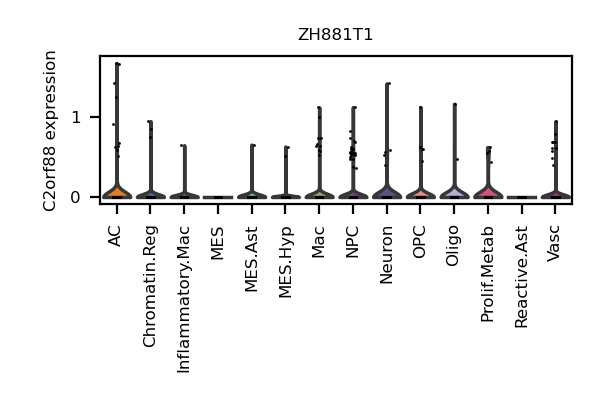 ZH881T1
C2orf88 expression
1
0
AC
Chromatin.Reg
Inflammatory.Mac
MES
MES.Ast
MES.Hyp
Mac
NPC
Neuron
OPC
Oligo
Prolif.Metab
Reactive.Ast
Vasc